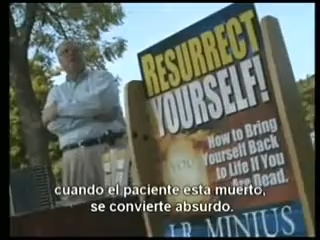 RESURRECT
YOURSELF!
How to Bring
Yourself Back
to Life If You
Are Dead.
YOU
J.R. MINIUS
cuando el paciente esta muerto,
se convierte absurdo.